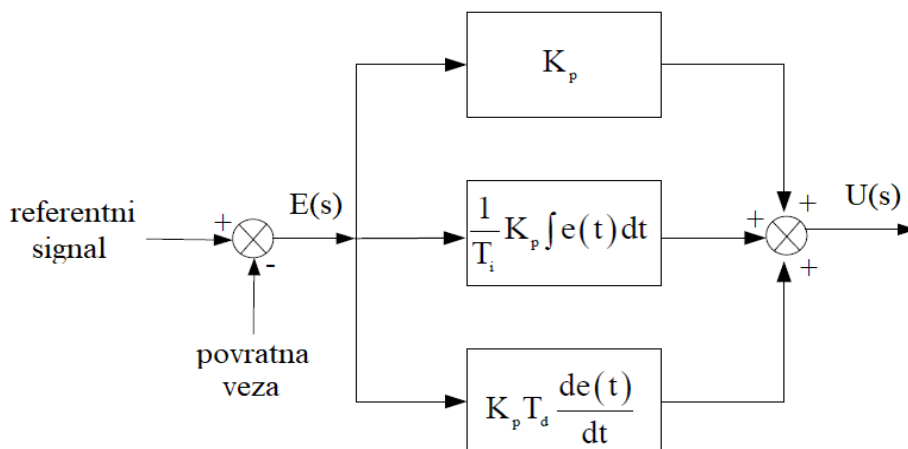 K_p
+
referentni
signal
+
-
E(s)
1/T_i K_p ∫ e(t) dt
+
+
+
U(s)
povratna
veza
K_p T_d de(t)/dt